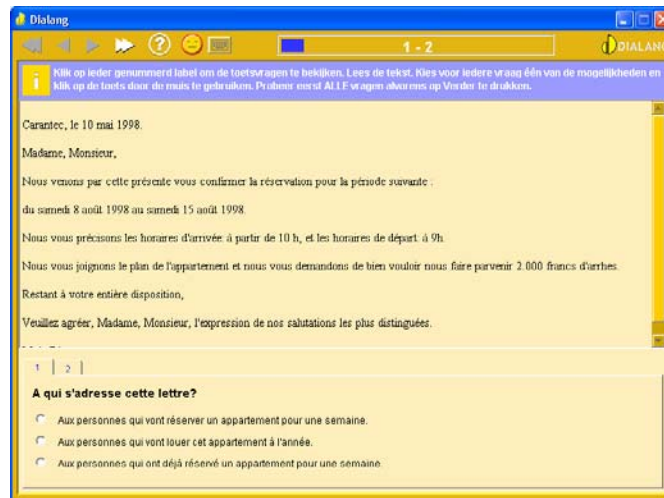 Dialang
1 - 2
DIALANG
i
Klik op ieder genummerd label om de toetsvragen te bekijken. Lees de tekst. Kies voor iedere vraag één van de mogelijkheden en
klik op de toets door de muis te gebruiken. Probeer eerst ALLE vragen alvorens op Verder te drukken.
Carantec, le 10 mai 1998.
Madame, Monsieur,
Nous venons par cette présente vous confirmer la réservation pour la période suivante :
du samedi 8 août 1998 au samedi 15 août 1998.
Nous vous précisons les horaires d'arrivée: à partir de 10 h, et les horaires de départ: à 9h.
Nous vous joignons le plan de l'appartement et nous vous demandons de bien vouloir nous faire parvenir 2.000 francs d'arrhes.
Restant à votre entière disposition,
Veuillez agréer, Madame, Monsieur, l'expression de nos salutations les plus distinguées.
1 2
A qui s'adresse cette lettre?
Aux personnes qui vont réserver un appartement pour une semaine.
Aux personnes qui vont louer cet appartement à l'année.
Aux personnes qui ont déjà réservé un appartement pour une semaine.